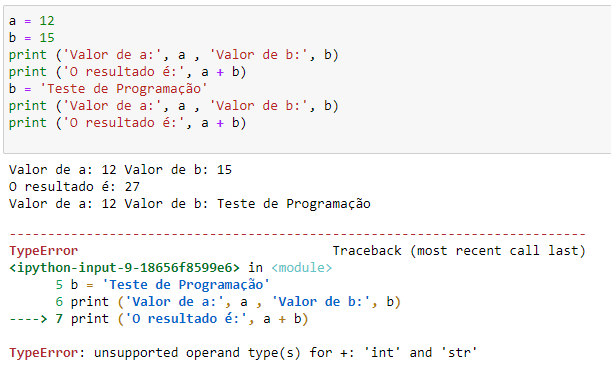 a = 12
b = 15
print ('Valor de a:', a , 'Valor de b:', b)
print ('O resultado é:', a + b)
b = 'Teste de Programação'
print ('Valor de a:', a , 'Valor de b:', b)
print ('O resultado é:', a + b)
Valor de a: 12 Valor de b: 15
O resultado é: 27
Valor de a: 12 Valor de b: Teste de Programação
---------------------------------------------------------------------------
TypeError                                 Traceback (most recent call last)
<ipython-input-9-18656f8599e6> in <module>
      5 b = 'Teste de Programação'
      6 print ('Valor de a:', a , 'Valor de b:', b)
----> 7 print ('O resultado é:', a + b)
TypeError: unsupported operand type(s) for +: 'int' and 'str'